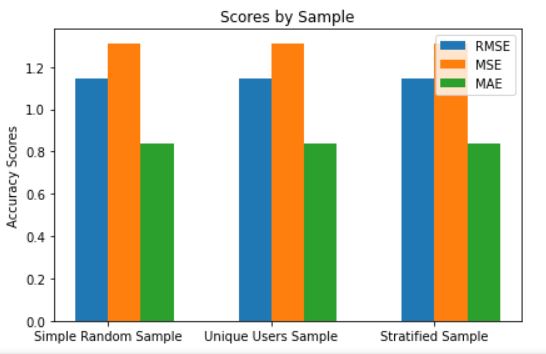 Scores by Sample
RMSE
MSE
MAE
Accuracy Scores
1.2
1.0
0.8
0.6
0.4
0.2
0.0
Simple Random Sample Unique Users Sample Stratified Sample